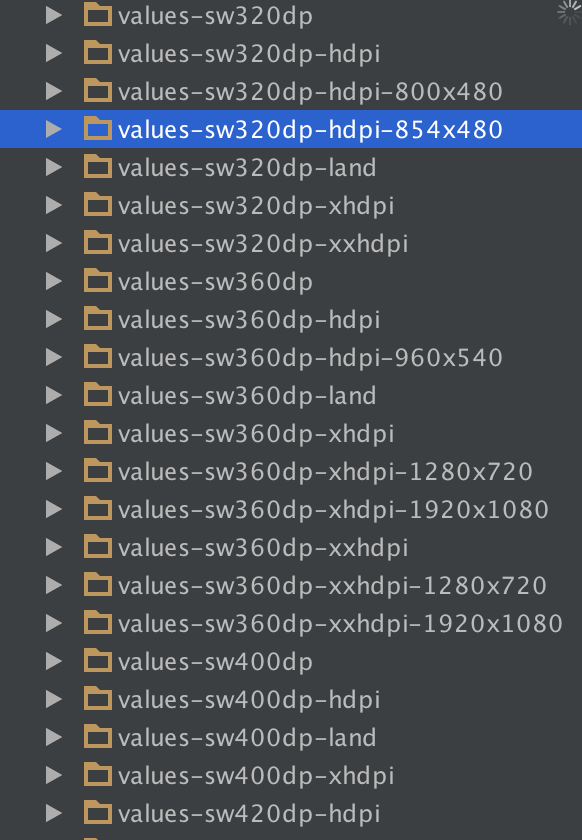 values-sw320dp
values-sw320dp-hdpi
values-sw320dp-hdpi-800x480
values-sw320dp-hdpi-854x480
values-sw320dp-land
values-sw320dp-xhdpi
values-sw320dp-xxhdpi
values-sw360dp
values-sw360dp-hdpi
values-sw360dp-hdpi-960x540
values-sw360dp-land
values-sw360dp-xhdpi
values-sw360dp-xhdpi-1280x720
values-sw360dp-xhdpi-1920x1080
values-sw360dp-xxhdpi
values-sw360dp-xxhdpi-1280x720
values-sw360dp-xxhdpi-1920x1080
values-sw400dp
values-sw400dp-hdpi
values-sw400dp-land
values-sw400dp-xhdpi
values-sw420dp-hdpi